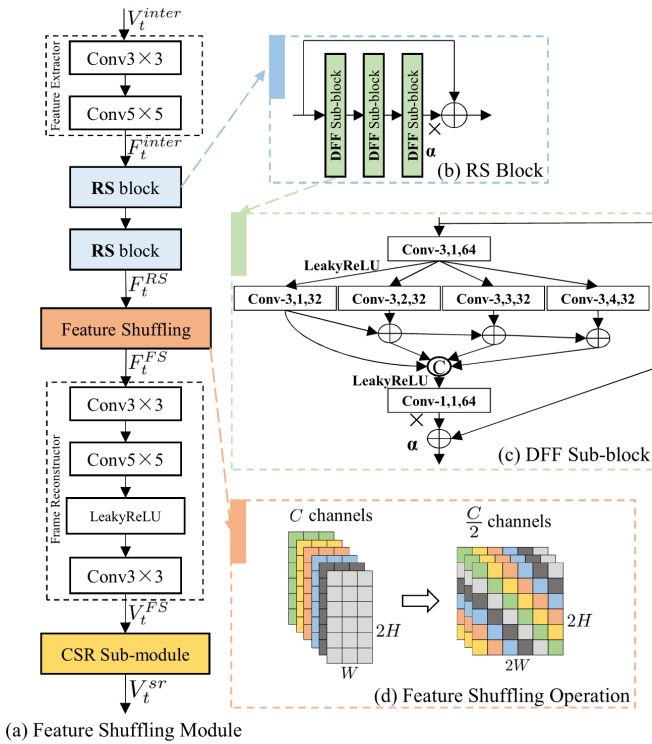 V_t^{inter}
Feature Extractor
Conv3×3
Conv5×5
F_t^{inter}
RS block
RS block
F_t^{RS}
Feature Shuffling
F_t^{FS}
Frame Reconstructor
Conv3×3
Conv5×5
LeakyReLU
Conv3×3
V_t^{FS}
CSR Sub-module
V_t^{sr}
(a) Feature Shuffling Module
DFF Sub-block
DFF Sub-block
DFF Sub-block
×
α
(b) RS Block
Conv-3,1,64
LeakyReLU
Conv-3,1,32 Conv-3,2,32 Conv-3,3,32 Conv-3,4,32
C
LeakyReLU
Conv-1,1,64
×
α
(c) DFF Sub-block
C channels
C/2 channels
2H
W
2H
2W
(d) Feature Shuffling Operation